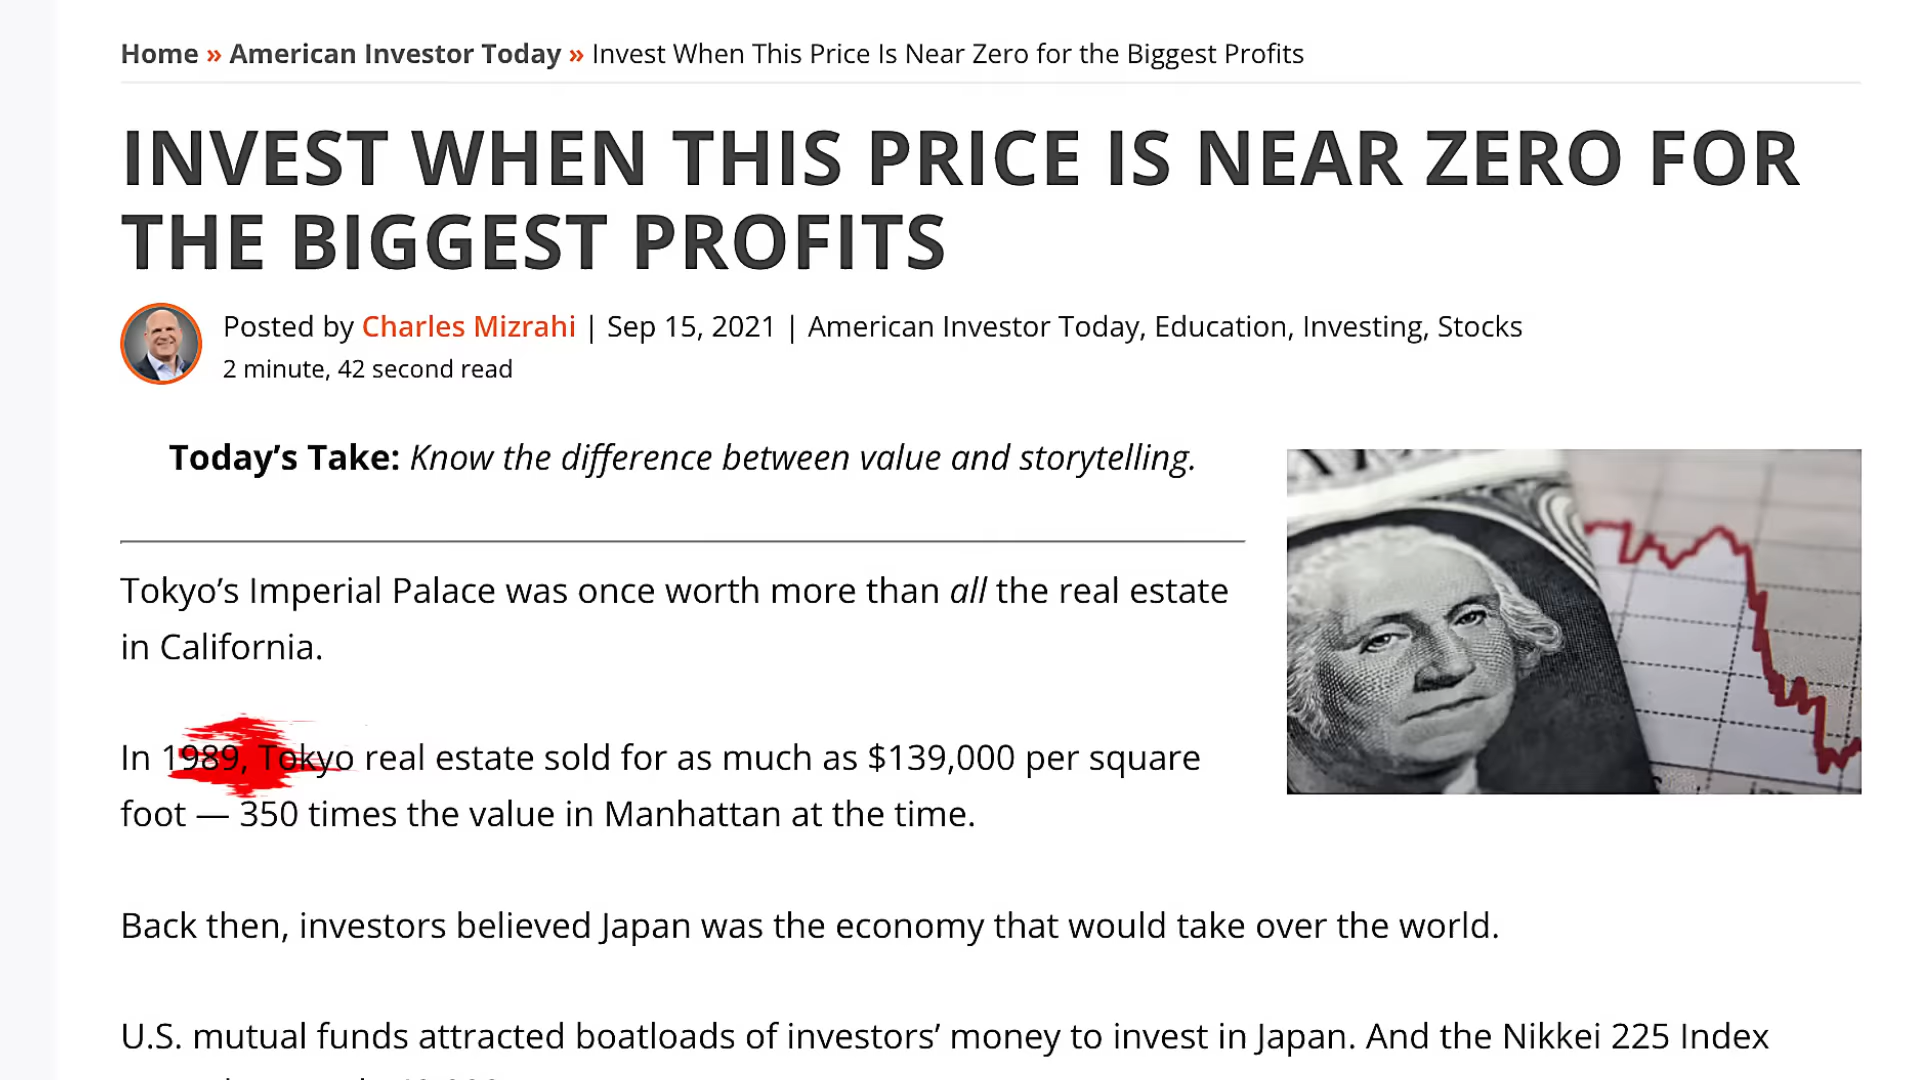 Home » American Investor Today » Invest When This Price Is Near Zero for the Biggest Profits
INVEST WHEN THIS PRICE IS NEAR ZERO FOR
THE BIGGEST PROFITS
Posted by Charles Mizrahi | Sep 15, 2021 | American Investor Today, Education, Investing, Stocks
2 minute, 42 second read
Today’s Take: Know the difference between value and storytelling.
Tokyo’s Imperial Palace was once worth more than all the real estate
in California.
In 1989, Tokyo real estate sold for as much as $139,000 per square
foot — 350 times the value in Manhattan at the time.
Back then, investors believed Japan was the economy that would take over the world.
U.S. mutual funds attracted boatloads of investors’ money to invest in Japan. And the Nikkei 225 Index